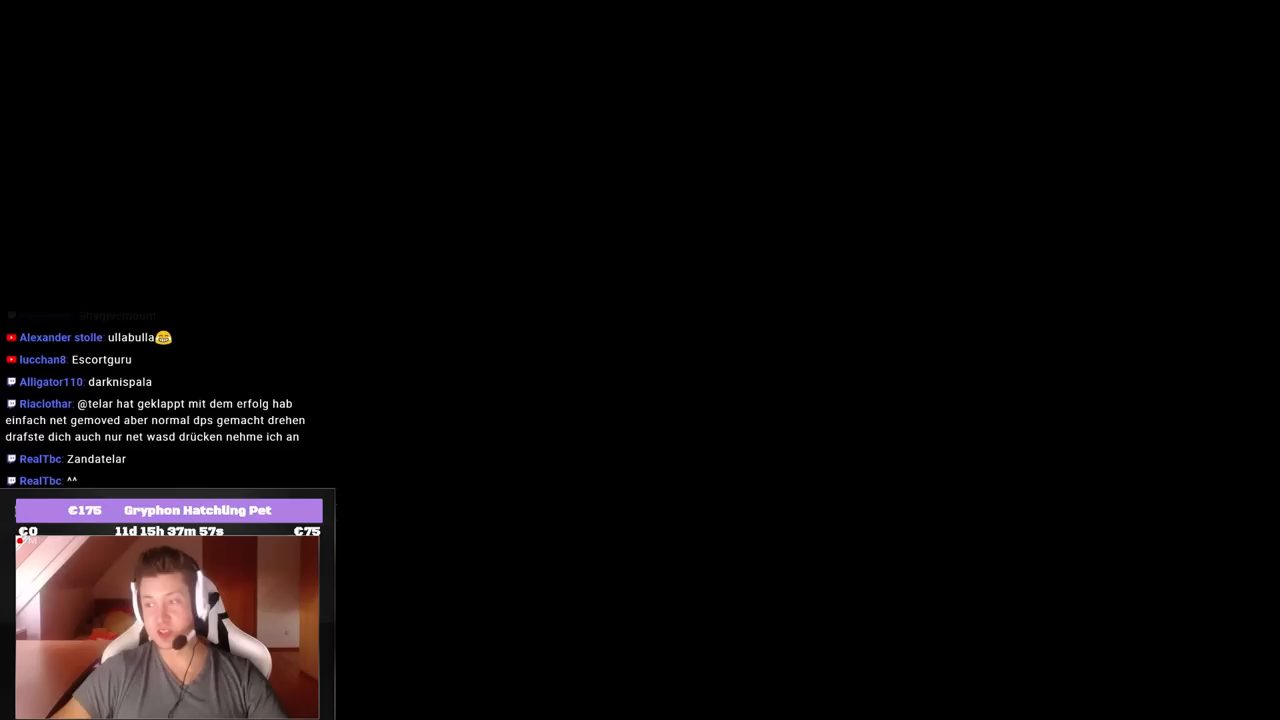 Alexander stolle: ullabulla😂
lucchan8: Escortguru
Alligator110: darknispala
Riaclothar: @telar hat geklappt mit dem erfolg hab
einfach net gemoved aber normal dps gemacht drehen
drafste dich auch nur net wasd drücken nehme ich an
RealTbc: Zandatelar
RealTbc: ^^
€175 Gryphon Hatchling Pet
€0 11d 15h 37m 57s €75